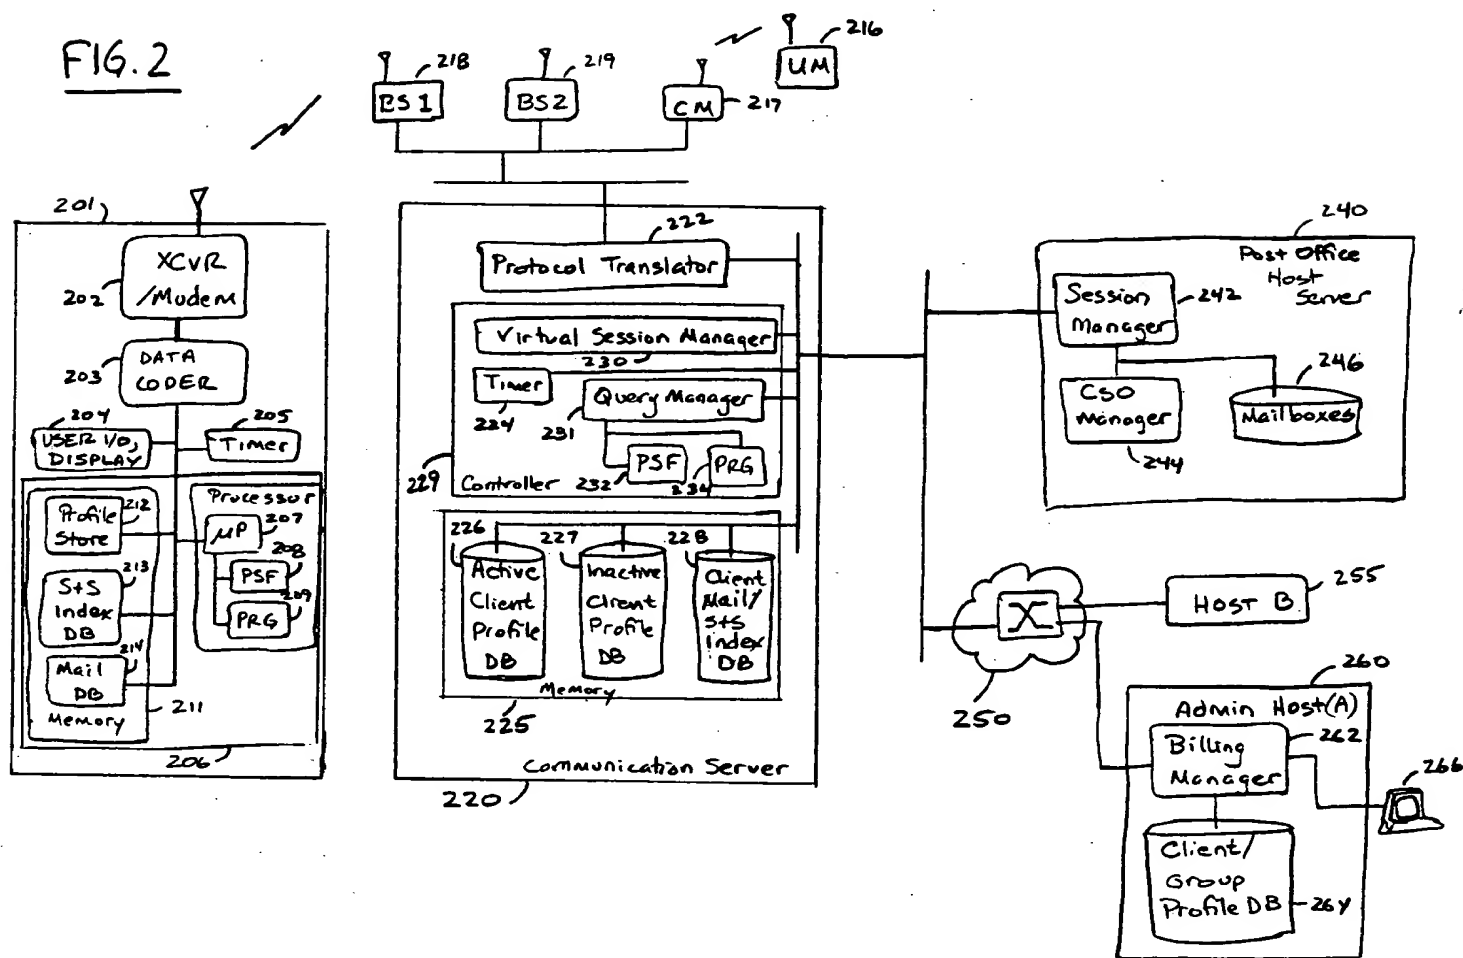 FIG. 2
218
BS1
219
BS2
217
CM
216
UM
201
202
XCVR
/Modem
203
DATA
CODER
204
USER I/O,
DISPLAY
205
Timer
Profile
Store
212
S+S
Index
DB
213
Mail
DB
214
Memory
211
Processor
μP
207
PSF
208
PRG
209
206
222
Protocol Translator
Virtual Session Manager
230
Timer
224
Query Manager
231
PSF
232
PRG
234
229
Controller
226
Active
Client
Profile
DB
227
Inactive
Client
Profile
DB
228
Client
Mail/
S+S
Index
DB
Memory
225
Communication Server
220
240
Post Office
Host
Server
Session
Manager
242
CSO
Manager
244
246
Mailboxes
250
HOST B
255
260
Admin Host(A)
Billing
Manager
262
266
Client/
Group
Profile DB
264